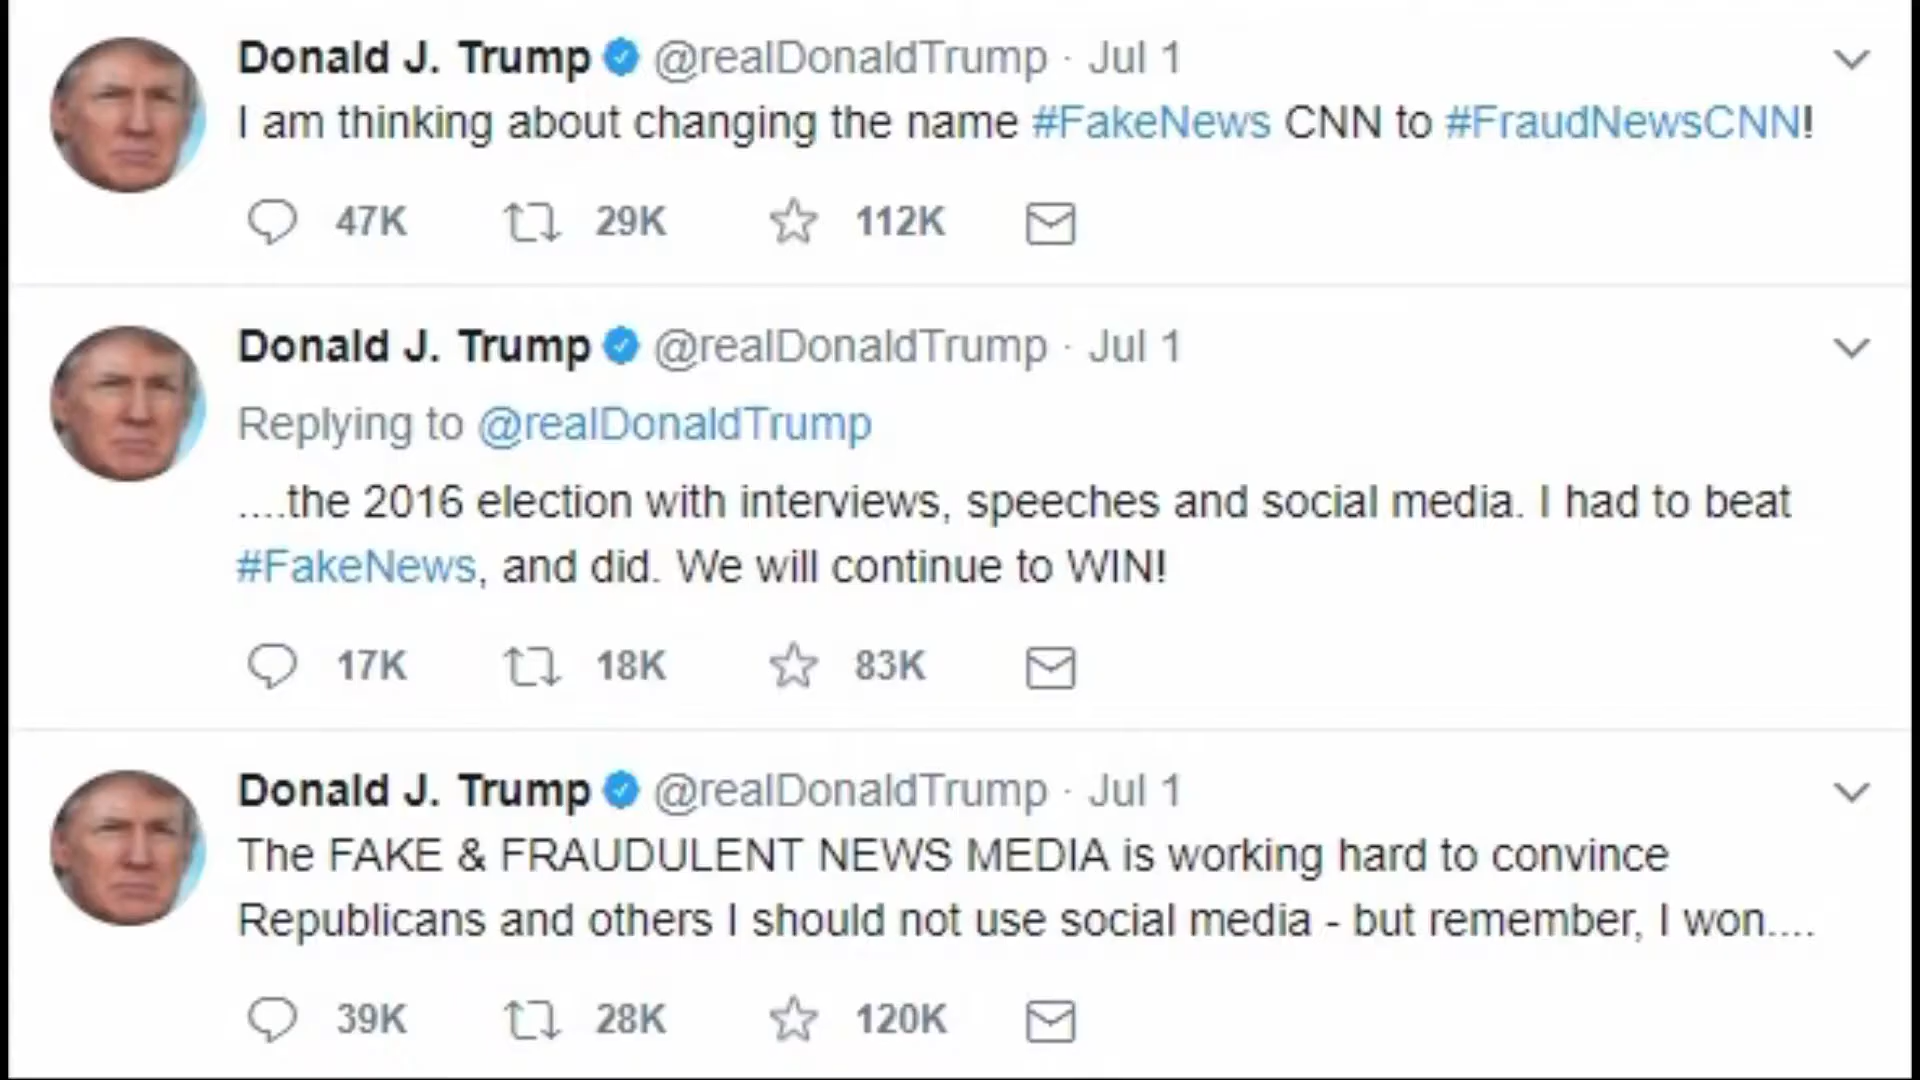 Donald J. Trump @realDonaldTrump · Jul 1
I am thinking about changing the name #FakeNews CNN to #FraudNewsCNN!
47K 29K 112K
Donald J. Trump @realDonaldTrump · Jul 1
Replying to @realDonaldTrump
....the 2016 election with interviews, speeches and social media. I had to beat
#FakeNews, and did. We will continue to WIN!
17K 18K 83K
Donald J. Trump @realDonaldTrump · Jul 1
The FAKE & FRAUDULENT NEWS MEDIA is working hard to convince
Republicans and others I should not use social media - but remember, I won....
39K 28K 120K